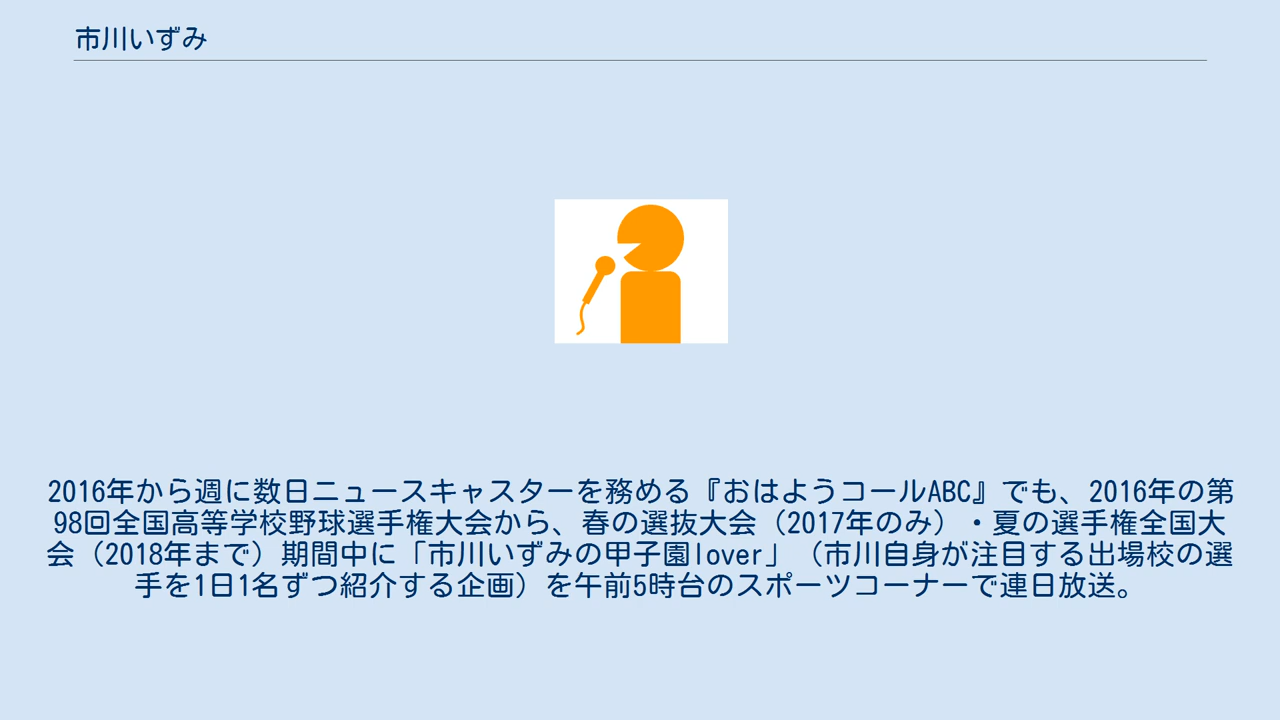 市川いずみ
2016年から週に数日ニュースキャスターを務める『おはようコールABC』でも、2016年の第
98回全国高等学校野球選手権大会から、春の選抜大会（2017年のみ）・夏の選手権全国大
会（2018年まで）期間中に「市川いずみの甲子園lover」（市川自身が注目する出場校の選
手を1日1名ずつ紹介する企画）を午前5時台のスポーツコーナーで連日放送。